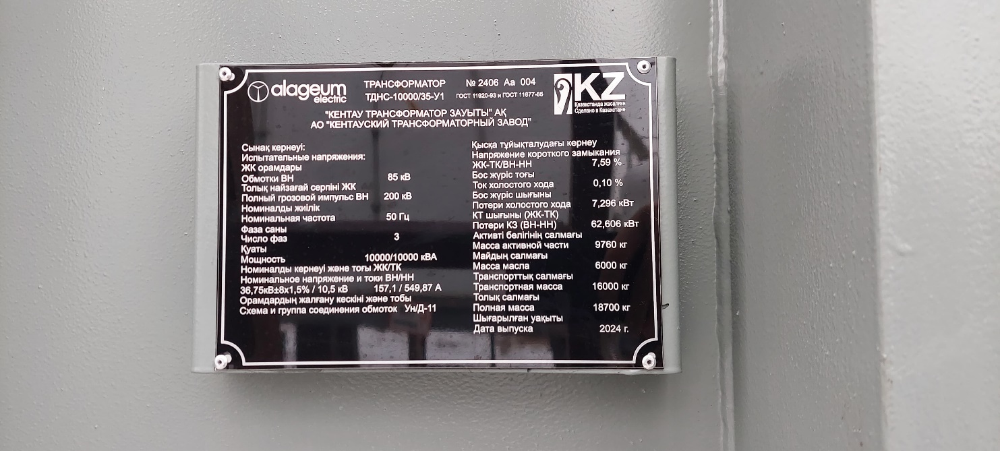 alageum
electric
ТРАНСФОРМАТОР
ТДНС-10000/35-У1
№ 2406 Аа 004
ГОСТ 11920-93 и ГОСТ 11677-85
KZ
Қазақстанда жасалған
Сделано в Казахстане
"КЕНТАУ ТРАНСФОРМАТОР ЗАУЫТЫ" АҚ
АО "КЕНТАУСКИЙ ТРАНСФОРМАТОРНЫЙ ЗАВОД"
Сынақ кернеуі:
Испытательные напряжения:
ЖК орамдары
Обмотки ВН 85 кВ
Толық найзағай серпіні ЖК
Полный грозовой импульс ВН 200 кВ
Номиналды жиілік
Номинальная частота 50 Гц
Фаза саны
Число фаз 3
Қуаты
Мощность 10000/10000 кВА
Номиналды кернеуі және тоғы ЖК/ТК
Номинальное напряжение и токи ВН/НН
36,75кВ±8х1,5% / 10,5 кВ 157,1 / 549,87 А
Орамдардың жалғану кескіні және тобы
Схема и группа соединения обмоток Ун/Д-11
Қысқа тұйықталудағы кернеу
Напряжение короткого замыкания
ЖК-ТК/ВН-НН 7,59 %
Бос жүріс тоғы
Ток холостого хода 0,10 %
Бос жүріс шығыны
Потери холостого хода 7,296 кВт
КТ шығыны (ЖК-ТК)
Потери КЗ (ВН-НН) 62,606 кВт
Активті бөлігінің салмағы
Масса активной части 9760 кг
Майдың салмағы
Масса масла 6000 кг
Транспорттық салмағы
Транспортная масса 16000 кг
Толық салмағы
Полная масса 18700 кг
Шығарылған уақыты
Дата выпуска 2024 г.